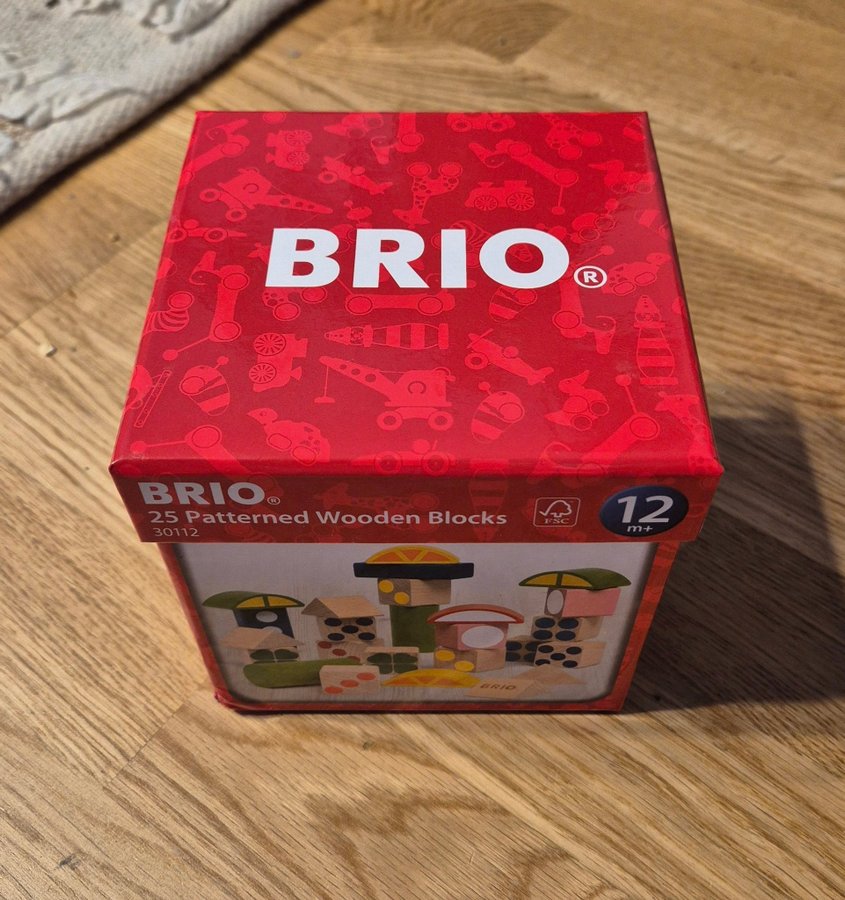 BRIO®
BRIO®
25 Patterned Wooden Blocks
30112
FSC
12
m+
BRIO